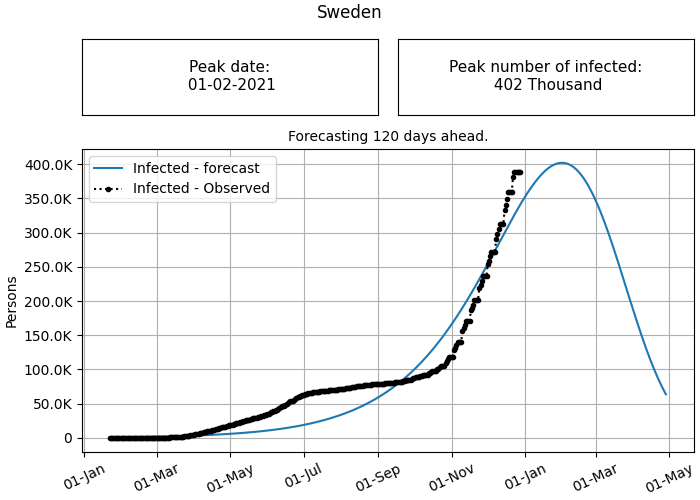 Sweden
Peak date:
01-02-2021
Peak number of infected:
402 Thousand
Forecasting 120 days ahead.
Infected - forecast
Infected - Observed
400.0K
350.0K
300.0K
250.0K
200.0K
150.0K
100.0K
50.0K
0
Persons
01-Jan
01-Mar
01-May
01-Jul
01-Sep
01-Nov
01-Jan
01-Mar
01-May